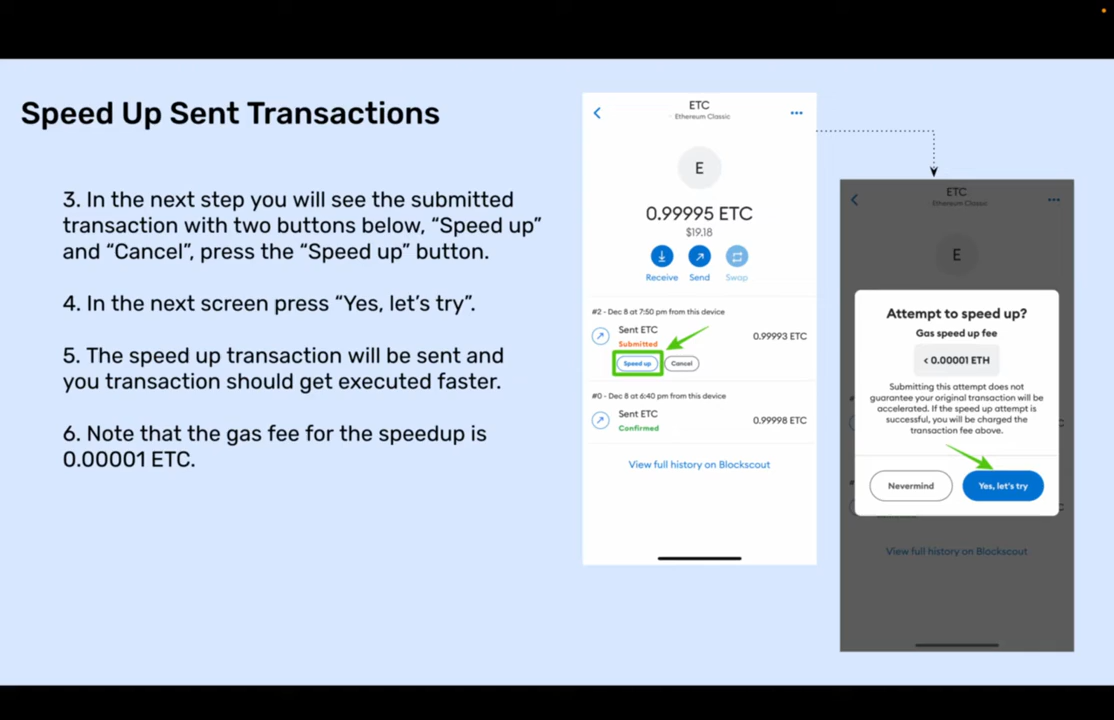 Speed Up Sent Transactions
3. In the next step you will see the submitted
transaction with two buttons below, “Speed up”
and “Cancel”, press the “Speed up” button.
4. In the next screen press “Yes, let’s try”.
5. The speed up transaction will be sent and
you transaction should get executed faster.
6. Note that the gas fee for the speedup is
0.00001 ETC.
ETC
Ethereum Classic
E
0.99995 ETC
$19.18
Receive Send Swap
#2 - Dec 8 at 7:50 pm from this device
Sent ETC
0.99993 ETC
Submitted
Speed up Cancel
#0 - Dec 8 at 6:40 pm from this device
Sent ETC
0.99998 ETC
Confirmed
View full history on Blockscout
ETC
Ethereum Classic
E
Attempt to speed up?
Gas speed up fee
< 0.00001 ETH
Submitting this attempt does not
guarantee your original transaction will be
accelerated. If the speed up attempt is
successful, you will be charged the
transaction fee above.
Nevermind Yes, let's try
View full history on Blockscout